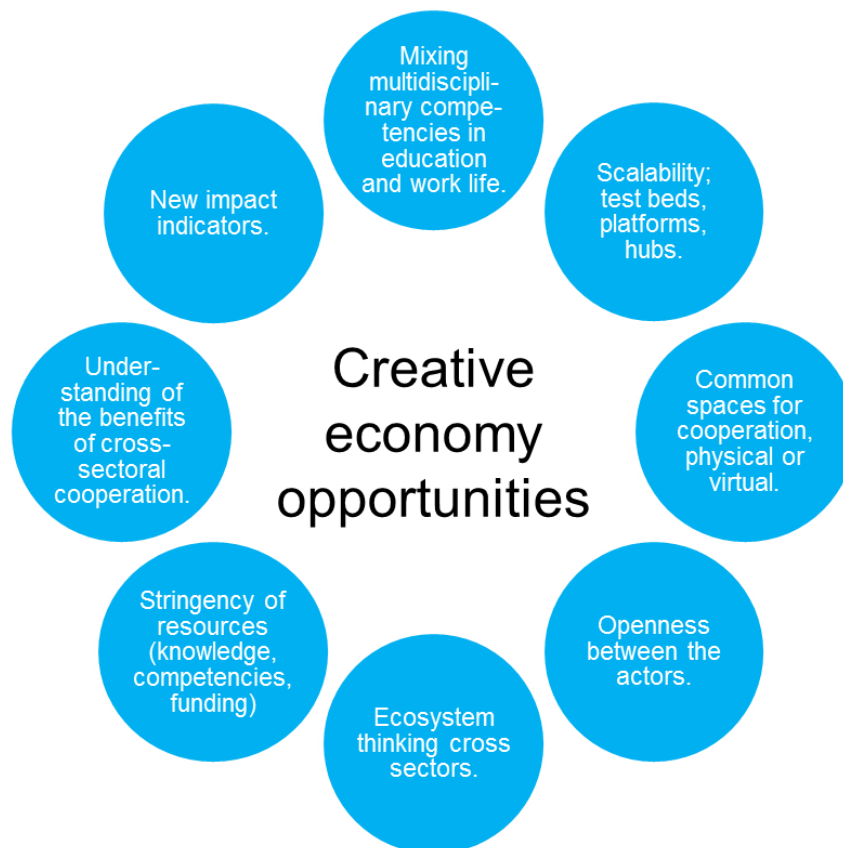 Mixing
multidiscipli-
nary compe-
tencies in
education
and work life.
Scalability;
test beds,
platforms,
hubs.
Common
spaces for
cooperation,
physical or
virtual.
Openness
between the
actors.
Ecosystem
thinking cross
sectors.
Stringency of
resources
(knowledge,
competencies,
funding)
Under-
standing of
the benefits
of cross-
sectoral
cooperation.
New impact
indicators.
Creative
economy
opportunities